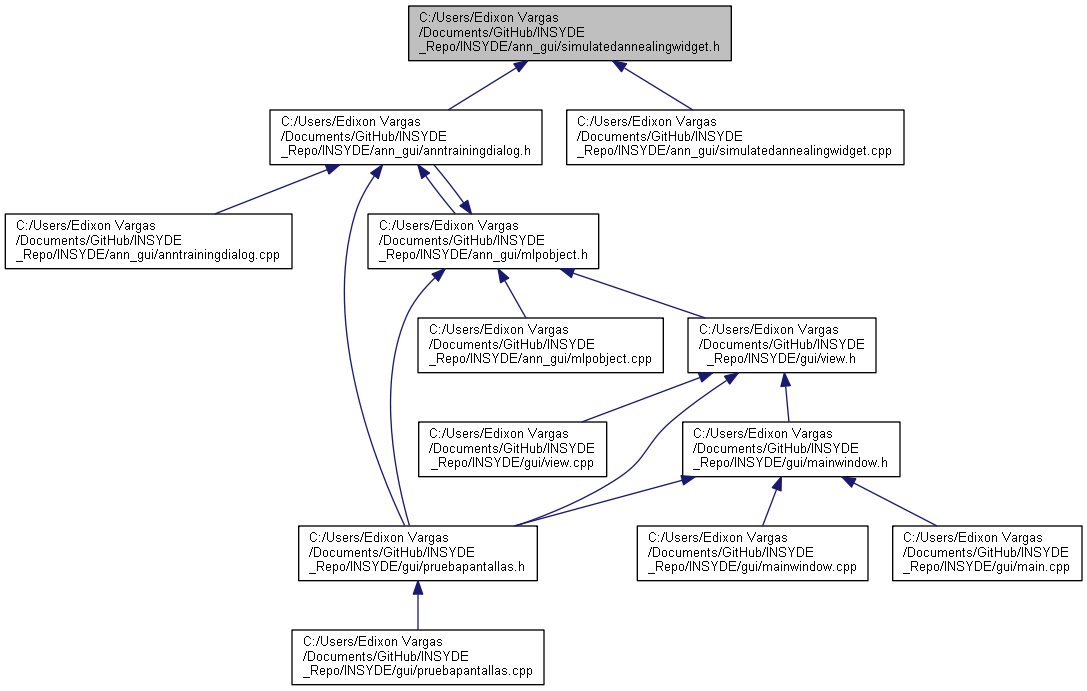 C:/Users/Edixon Vargas
/Documents/GitHub/INSYDE
_Repo/INSYDE/ann_gui/simulatedannealingwidget.h
C:/Users/Edixon Vargas
/Documents/GitHub/INSYDE
_Repo/INSYDE/ann_gui/anntrainingdialog.h
C:/Users/Edixon Vargas
/Documents/GitHub/INSYDE
_Repo/INSYDE/ann_gui/simulatedannealingwidget.cpp
C:/Users/Edixon Vargas
/Documents/GitHub/INSYDE
_Repo/INSYDE/ann_gui/anntrainingdialog.cpp
C:/Users/Edixon Vargas
/Documents/GitHub/INSYDE
_Repo/INSYDE/ann_gui/mlpobject.h
C:/Users/Edixon Vargas
/Documents/GitHub/INSYDE
_Repo/INSYDE/ann_gui/mlpobject.cpp
C:/Users/Edixon Vargas
/Documents/GitHub/INSYDE
_Repo/INSYDE/gui/view.h
C:/Users/Edixon Vargas
/Documents/GitHub/INSYDE
_Repo/INSYDE/gui/view.cpp
C:/Users/Edixon Vargas
/Documents/GitHub/INSYDE
_Repo/INSYDE/gui/mainwindow.h
C:/Users/Edixon Vargas
/Documents/GitHub/INSYDE
_Repo/INSYDE/gui/pruebapantallas.h
C:/Users/Edixon Vargas
/Documents/GitHub/INSYDE
_Repo/INSYDE/gui/mainwindow.cpp
C:/Users/Edixon Vargas
/Documents/GitHub/INSYDE
_Repo/INSYDE/gui/main.cpp
C:/Users/Edixon Vargas
/Documents/GitHub/INSYDE
_Repo/INSYDE/gui/pruebapantallas.cpp